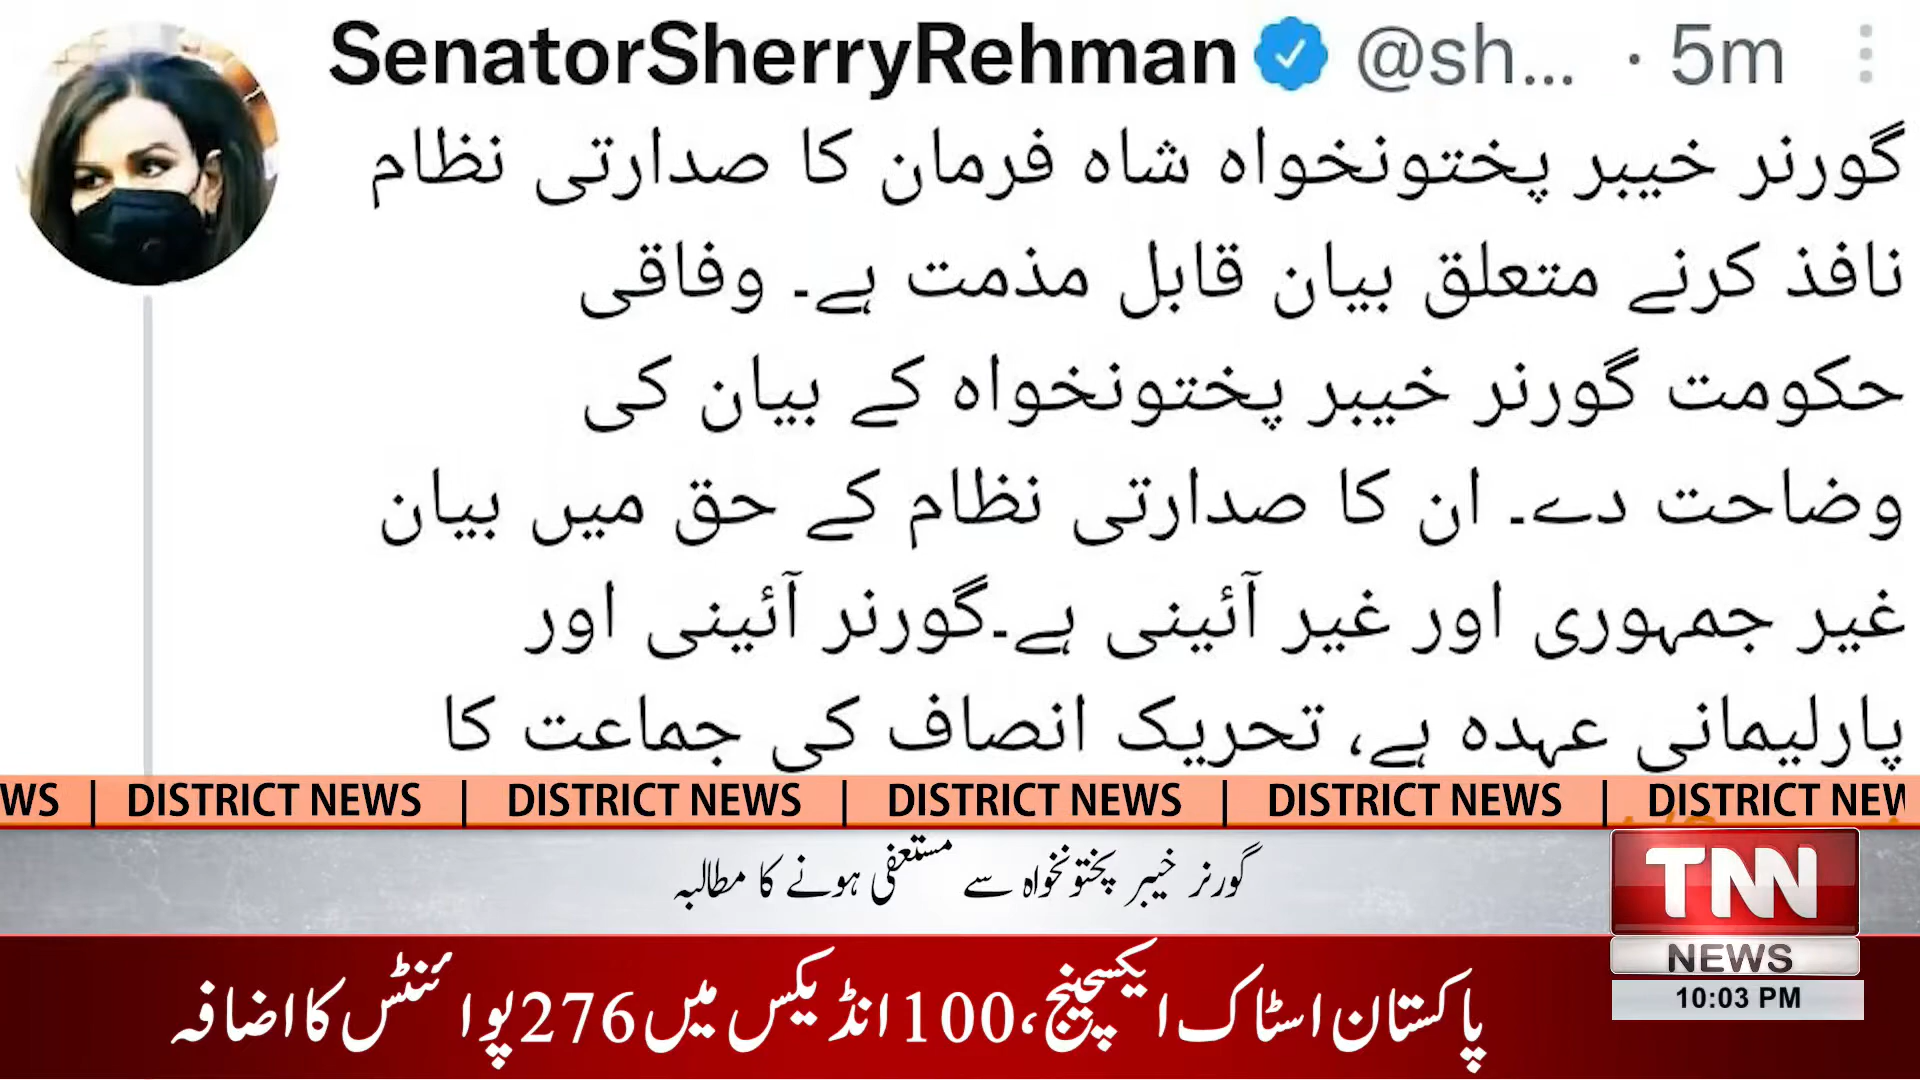 SenatorSherryRehman @sh... · 5m
گورنر خیبر پختونخواہ شاہ فرمان کا صدارتی نظام
نافذ کرنے متعلق بیان قابل مذمت ہے۔ وفاقی
حکومت گورنر خیبر پختونخواہ کے بیان کی
وضاحت دے۔ ان کا صدارتی نظام کے حق میں بیان
غیر جمہوری اور غیر آئینی ہے۔گورنر آئینی اور
پارلیمانی عہدہ ہے، تحریک انصاف کی جماعت کا
WS | DISTRICT NEWS | DISTRICT NEWS | DISTRICT NEWS | DISTRICT NEWS | DISTRICT NEW
گورنر خیبر پختونخواہ سے مستعفی ہونے کا مطالبہ
TNN
NEWS
10:03 PM
پاکستان اسٹاک ایکسچینج، 100 انڈیکس میں 276 پوائنٹس کا اضافہ